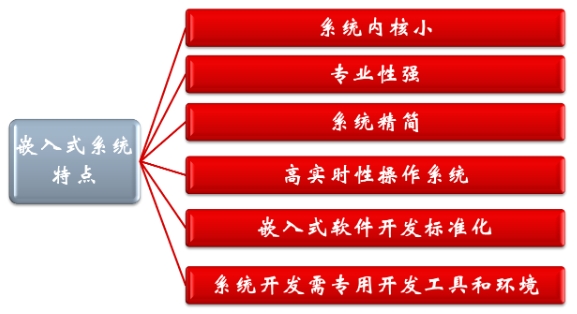 嵌入式系统
特点
系统内核小
专业性强
系统精简
高实时性操作系统
嵌入式软件开发标准化
系统开发需专用开发工具和环境